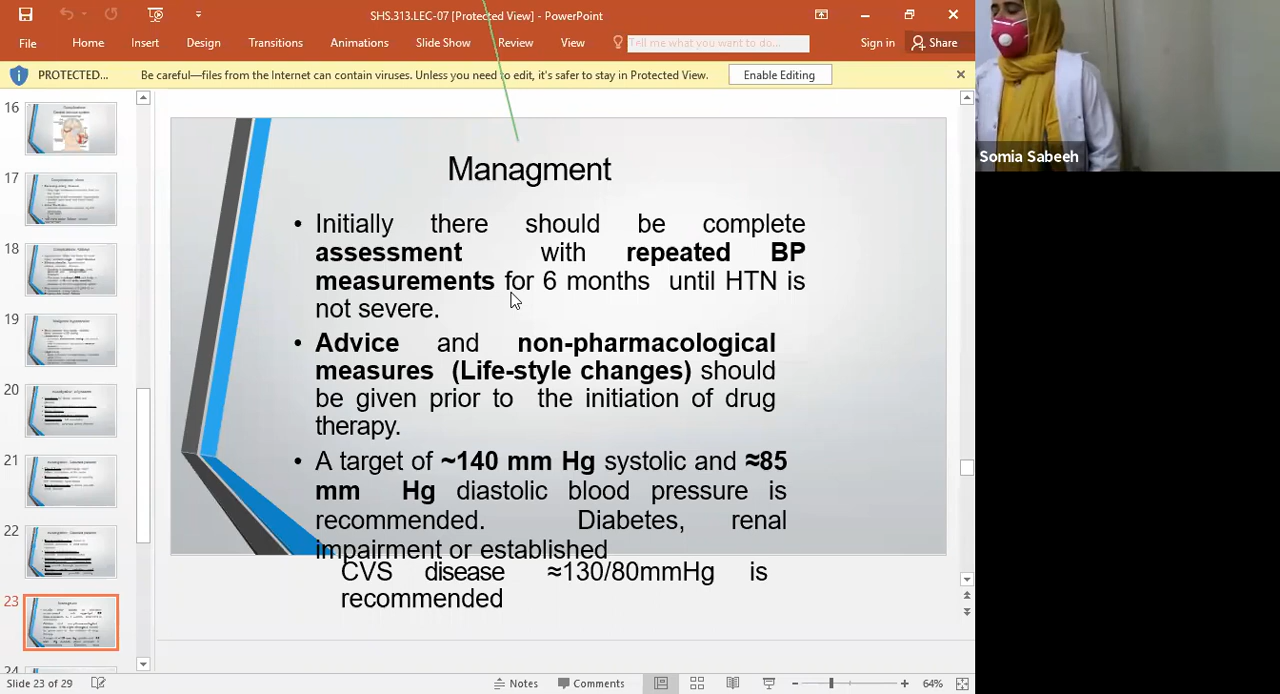 SHS.313.LEC-07 [Protected View] - PowerPoint
File Home Insert Design Transitions Animations Slide Show Review View Tell me what you want to do... Sign in Share
PROTECTED... Be careful—files from the Internet can contain viruses. Unless you need to edit, it's safer to stay in Protected View. Enable Editing
Somia Sabeeh
16
17
18
19
20
21
22
23
24
Managment
• Initially there should be complete
assessment with repeated BP
measurements for 6 months until HTN is
not severe.
• Advice and non-pharmacological
measures (Life-style changes) should
be given prior to the initiation of drug
therapy.
• A target of ~140 mm Hg systolic and ≈85
mm Hg diastolic blood pressure is
recommended. Diabetes, renal
impairment or established
CVS disease ≈130/80mmHg is
recommended
Slide 23 of 29 Notes Comments 64%